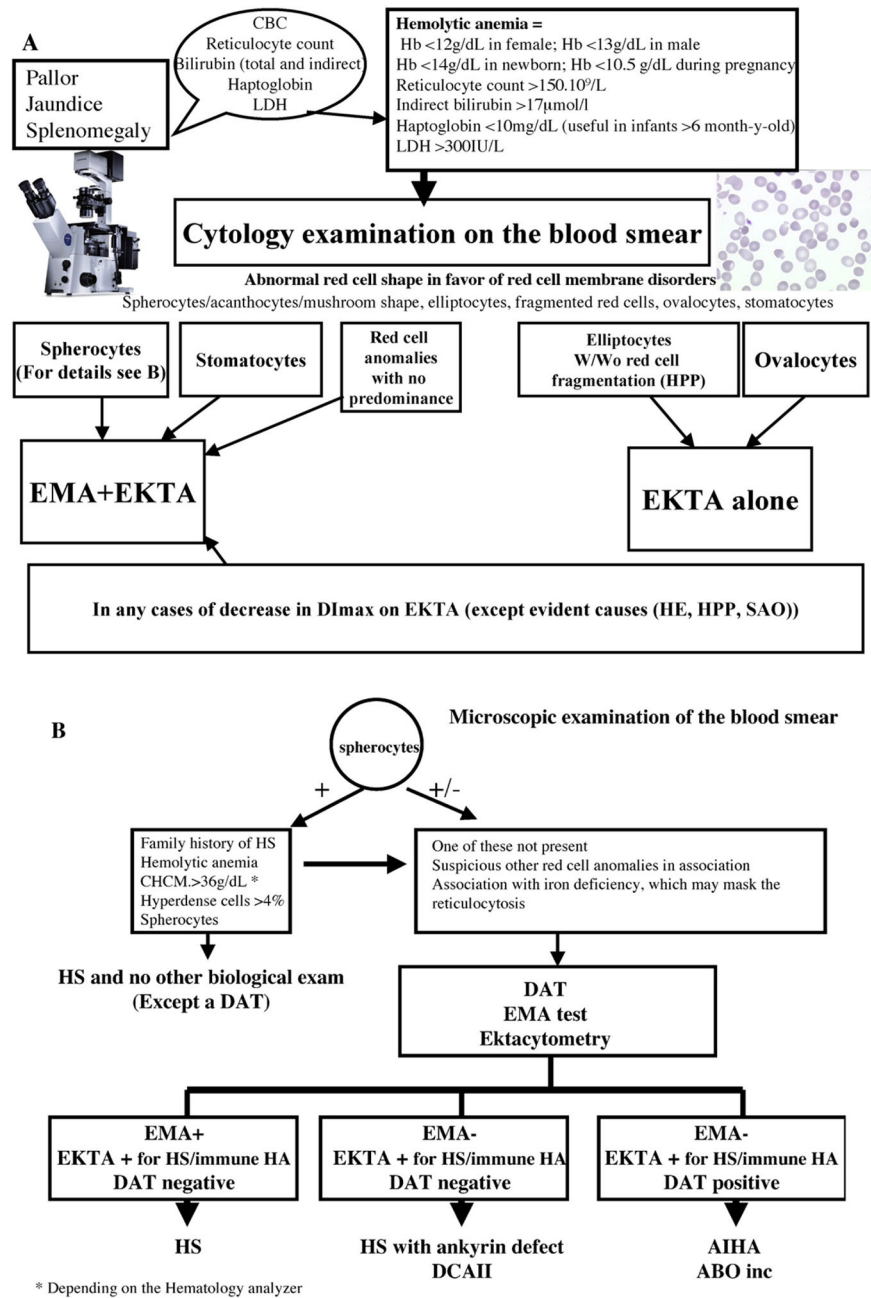 A
CBC
Reticulocyte count
Bilirubin (total and indirect)
Haptoglobin
LDH
Pallor
Jaundice
Splenomegaly
Hemolytic anemia =
Hb <12g/dL in female; Hb <13g/dL in male
Hb <14g/dL in newborn; Hb <10.5 g/dL during pregnancy
Reticulocyte count >150.10⁹/L
Indirect bilirubin >17µmol/l
Haptoglobin <10mg/dL (useful in infants >6 month-y-old)
LDH >300IU/L
Cytology examination on the blood smear
Abnormal red cell shape in favor of red cell membrane disorders
Spherocytes/acanthocytes/mushroom shape, elliptocytes, fragmented red cells, ovalocytes, stomatocytes
Spherocytes
(For details see B)
Stomatocytes
Red cell
anomalies
with no
predominance
Elliptocytes
W/Wo red cell
fragmentation (HPP)
Ovalocytes
EMA+EKTA
EKTA alone
In any cases of decrease in DImax on EKTA (except evident causes (HE, HPP, SAO))
B
Microscopic examination of the blood smear
spherocytes
+
+/-
Family history of HS
Hemolytic anemia
CHCM.>36g/dL *
Hyperdense cells >4%
Spherocytes
One of these not present
Suspicious other red cell anomalies in association
Association with iron deficiency, which may mask the
reticulocytosis
HS and no other biological exam
(Except a DAT)
DAT
EMA test
Ektacytometry
EMA+
EKTA + for HS/immune HA
DAT negative
EMA-
EKTA + for HS/immune HA
DAT negative
EMA-
EKTA + for HS/immune HA
DAT positive
HS
HS with ankyrin defect
DCAII
AIHA
ABO inc
* Depending on the Hematology analyzer